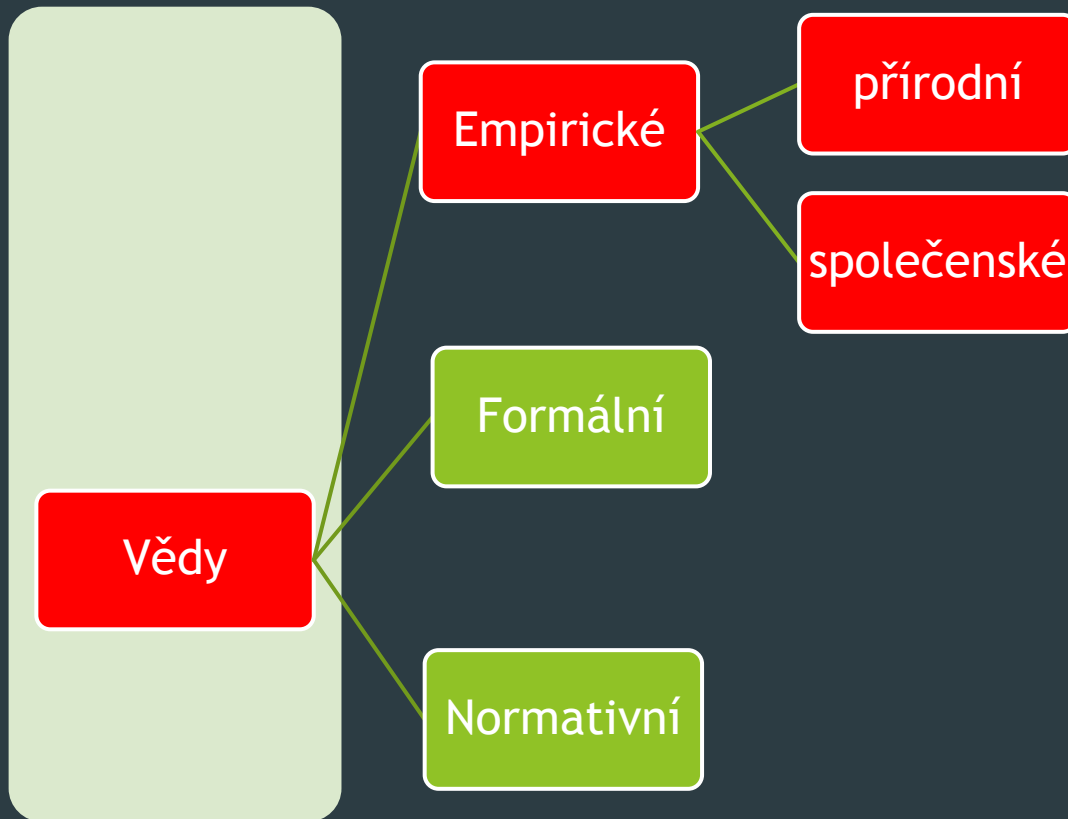 Vědy
Empirické
přírodní
společenské
Formální
Normativní